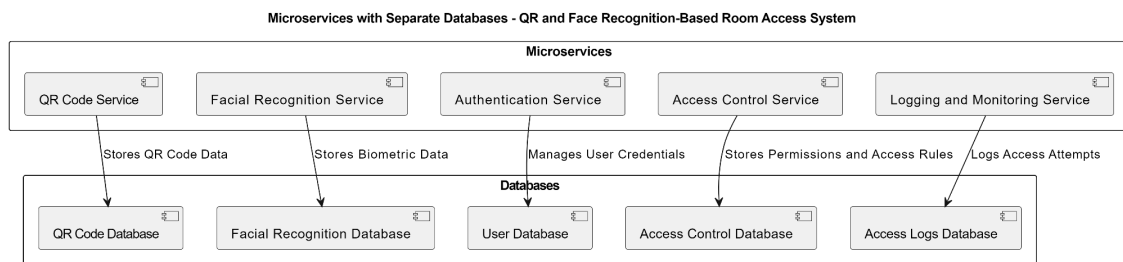 Microservices with Separate Databases - QR and Face Recognition-Based Room Access System
Microservices
QR Code Service
Facial Recognition Service
Authentication Service
Access Control Service
Logging and Monitoring Service
Stores QR Code Data
Stores Biometric Data
Manages User Credentials
Stores Permissions and Access Rules
Logs Access Attempts
Databases
QR Code Database
Facial Recognition Database
User Database
Access Control Database
Access Logs Database